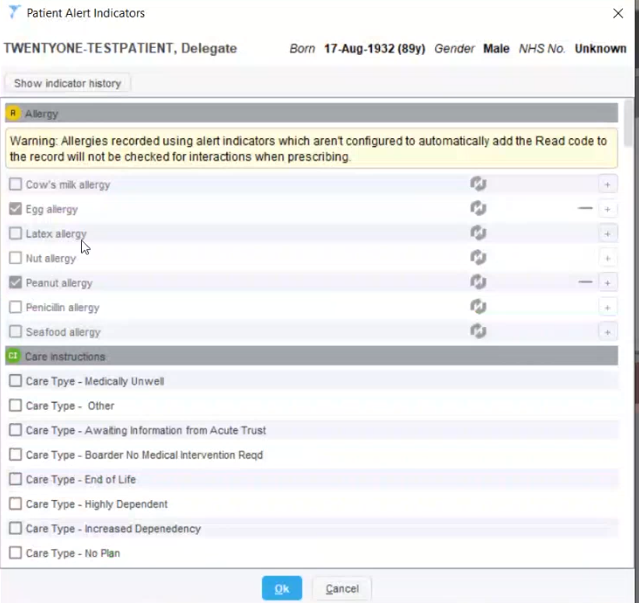 Patient Alert Indicators
TWENTYONE-TESTPATIENT, Delegate Born 17-Aug-1932 (89y) Gender Male NHS No. Unknown
Show indicator history
R Allergy
Warning: Allergies recorded using alert indicators which aren't configured to automatically add the Read code to
the record will not be checked for interactions when prescribing.
Cow's milk allergy
Egg allergy
Latex allergy
Nut allergy
Peanut allergy
Penicillin allergy
Seafood allergy
CI Care instructions
Care Tpye - Medically Unwell
Care Type - Other
Care Type - Awaiting Information from Acute Trust
Care Type - Boarder No Medical Intervention Reqd
Care Type - End of Life
Care Type - Highly Dependent
Care Type - Increased Depenedency
Care Type - No Plan
Ok Cancel